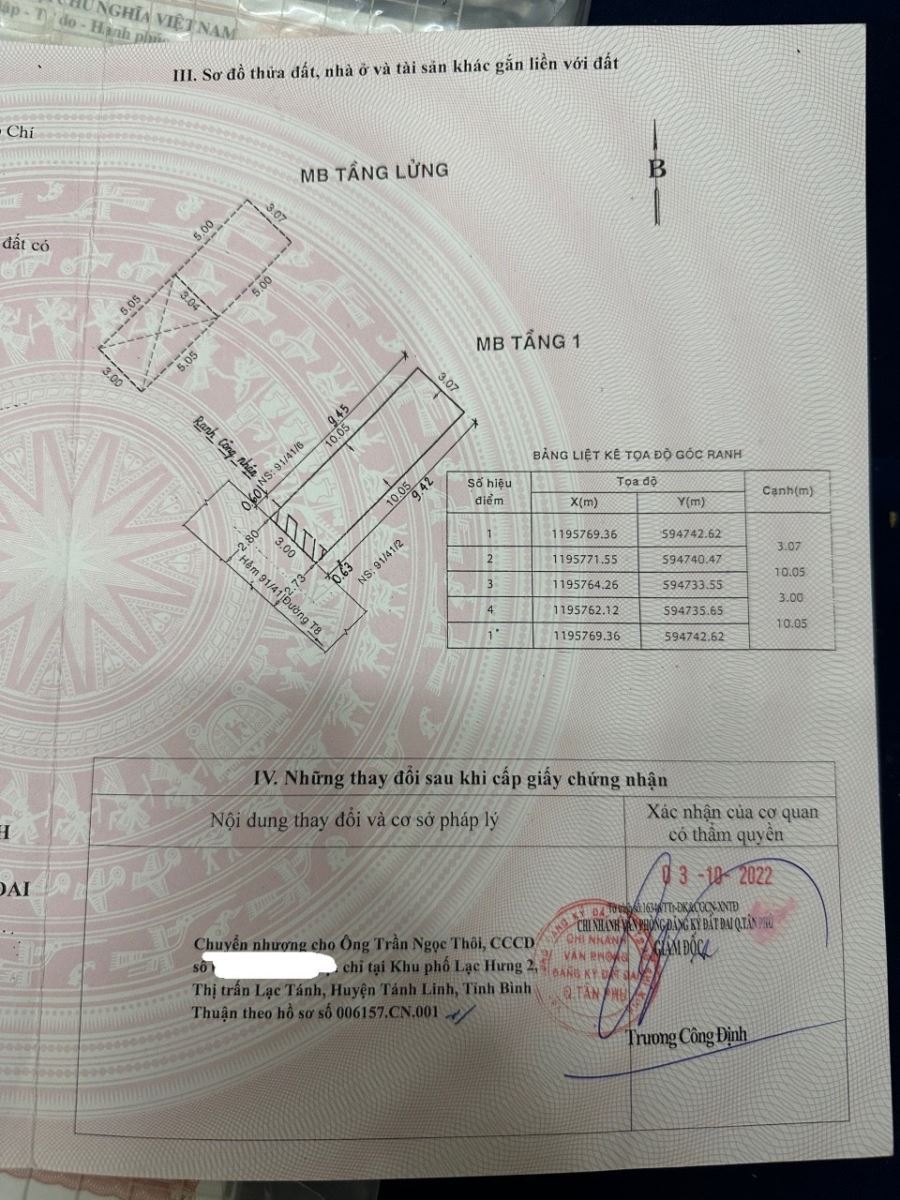 CHỦ NGHĨA VIỆT NAM
lập - Tự do - Hạnh phúc
III. Sơ đồ thửa đất, nhà ở và tài sản khác gắn liền với đất
Chí
MB TẦNG LỬNG
B
đất có
5.00
3.07
5.00
3.04
5.05
5.05
3.00
MB TẦNG 1
3.07
9.45
10.05
10.05
9.42
Ranh Công nhận
NS: 91/41/6
0.60
2.80
3.00
2.73
0.63
NS: 91/41/2
Hẻm 91/41
Đường T8
BẢNG LIỆT KÊ TỌA ĐỘ GÓC RANH
Số hiệu điểm
Tọa độ
Cạnh(m)
X(m)
Y(m)
1 1195769.36 594742.62
3.07
2 1195771.55 594740.47
10.05
3 1195764.26 594733.55
3.00
4 1195762.12 594735.65
10.05
1* 1195769.36 594742.62
IV. Những thay đổi sau khi cấp giấy chứng nhận
Nội dung thay đổi và cơ sở pháp lý
Xác nhận của cơ quan
có thẩm quyền
H
ĐAI
03 -10- 2022
CHI NHÁNH VĂN PHÒNG ĐĂNG KÝ ĐẤT ĐAI Q.TÂN PHÚ
GIÁM ĐỐC
CHI NHÁNH
VĂN PHÒNG
ĐĂNG KÝ ĐẤT ĐAI
Q.TÂN PHÚ
Chuyển nhượng cho Ông Trần Ngọc Thôi, CCCD
số chỉ tại Khu phố Lạc Hưng 2,
Thị trấn Lạc Tánh, Huyện Tánh Linh, Tỉnh Bình
Thuận theo hồ sơ số 006157.CN.001
Trương Công Định